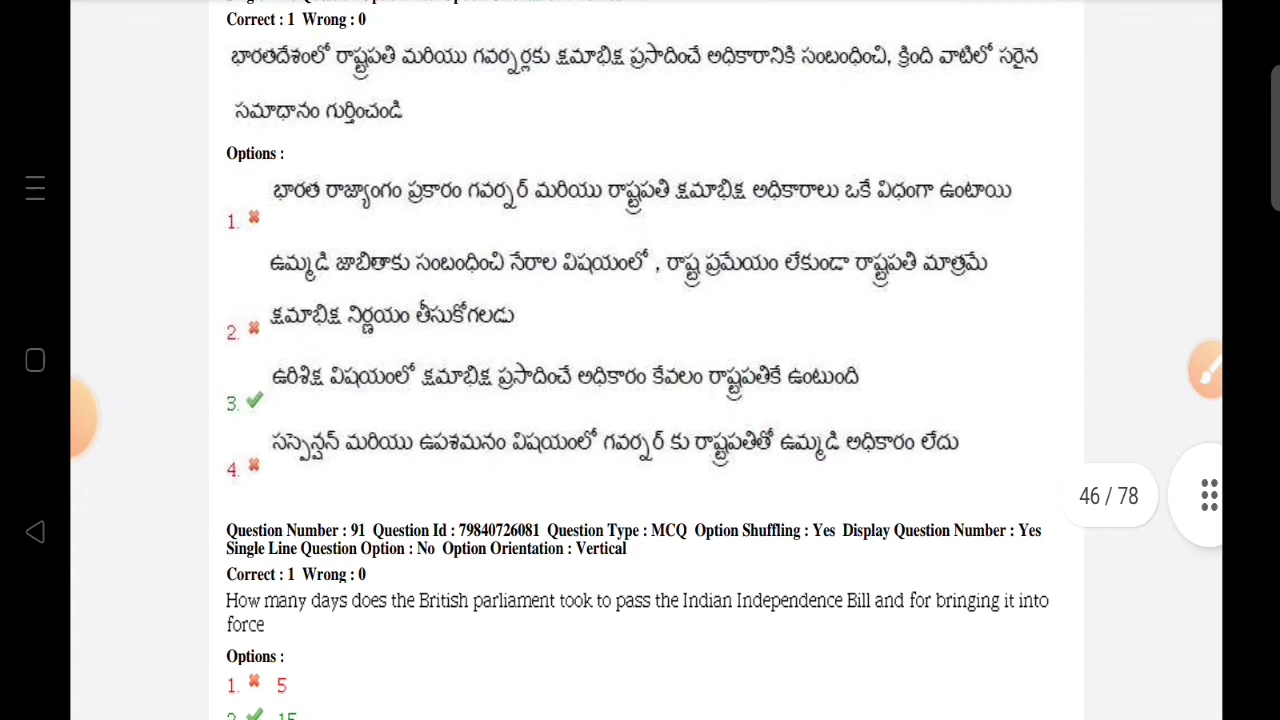 Correct : 1 Wrong : 0
భారతదేశంలో రాష్ట్రపతి మరియు గవర్నర్లకు క్షమాభిక్ష ప్రసాదించే అధికారానికి సంబంధించి, క్రింది వాటిలో సరైన
సమాధానం గుర్తించండి
Options :
భారత రాజ్యాంగం ప్రకారం గవర్నర్ మరియు రాష్ట్రపతి క్షమాభిక్ష అధికారాలు ఒకే విధంగా ఉంటాయి
1.
ఉమ్మడి జాబితాకు సంబంధించి నేరాల విషయంలో , రాష్ట్ర ప్రమేయం లేకుండా రాష్ట్రపతి మాత్రమే
క్షమాభిక్ష నిర్ణయం తీసుకోగలడు
2.
ఉరిశిక్ష విషయంలో క్షమాభిక్ష ప్రసాదించే అధికారం కేవలం రాష్ట్రపతికే ఉంటుంది
3.
సస్పెన్షన్ మరియు ఉపశమనం విషయంలో గవర్నర్ కు రాష్ట్రపతితో ఉమ్మడి అధికారం లేదు
4.
46 / 78
Question Number : 91 Question Id : 79840726081 Question Type : MCQ Option Shuffling : Yes Display Question Number : Yes
Single Line Question Option : No Option Orientation : Vertical
Correct : 1 Wrong : 0
How many days does the British parliament took to pass the Indian Independence Bill and for bringing it into
force
Options :
1. 5
2. 15